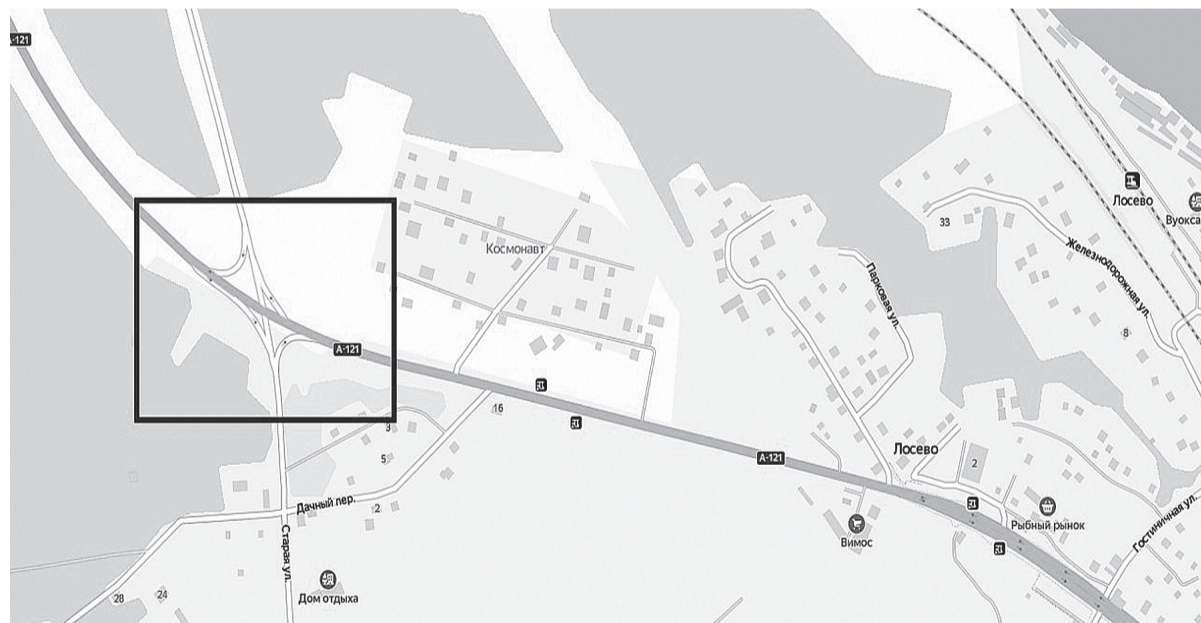 А-121
Лосево
Вуокса
33
Космонавт
Железнодорожная ул.
Парковая ул.
8
А-121
16
3
5
Лосево
А-121
2
Дачный пер.
2
Рыбный рынок
Гостиничная ул.
Вимос
Старая ул.
28
24
Дом отдыха